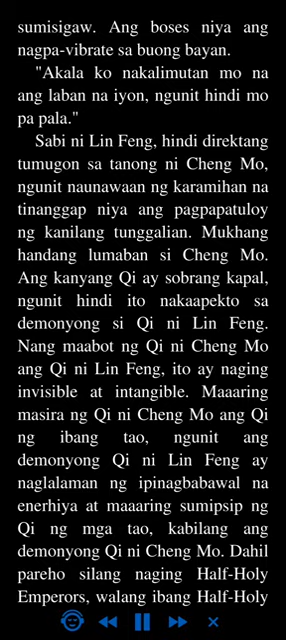 sumisigaw. Ang boses niya ang
nagpa-vibrate sa buong bayan.
"Akala ko nakalimutan mo na
ang laban na iyon, ngunit hindi mo
pa pala."
Sabi ni Lin Feng, hindi direktang
tumugon sa tanong ni Cheng Mo,
ngunit naunawaan ng karamihan na
tinanggap niya ang pagpapatuloy
ng kanilang tunggalian. Mukhang
handang lumaban si Cheng Mo.
Ang kanyang Qi ay sobrang kapal,
ngunit hindi ito nakaapekto sa
demonyong si Qi ni Lin Feng.
Nang maabot ng Qi ni Cheng Mo
ang Qi ni Lin Feng, ito ay naging
invisible at intangible. Maaaring
masira ng Qi ni Cheng Mo ang Qi
ng ibang tao, ngunit ang
demonyong Qi ni Lin Feng ay
naglalaman ng ipinagbabawal na
enerhiya at maaaring sumipsip ng
Qi ng mga tao, kabilang ang
demonyong Qi ni Cheng Mo. Dahil
pareho silang naging Half-Holy
Emperors, walang ibang Half-Holy